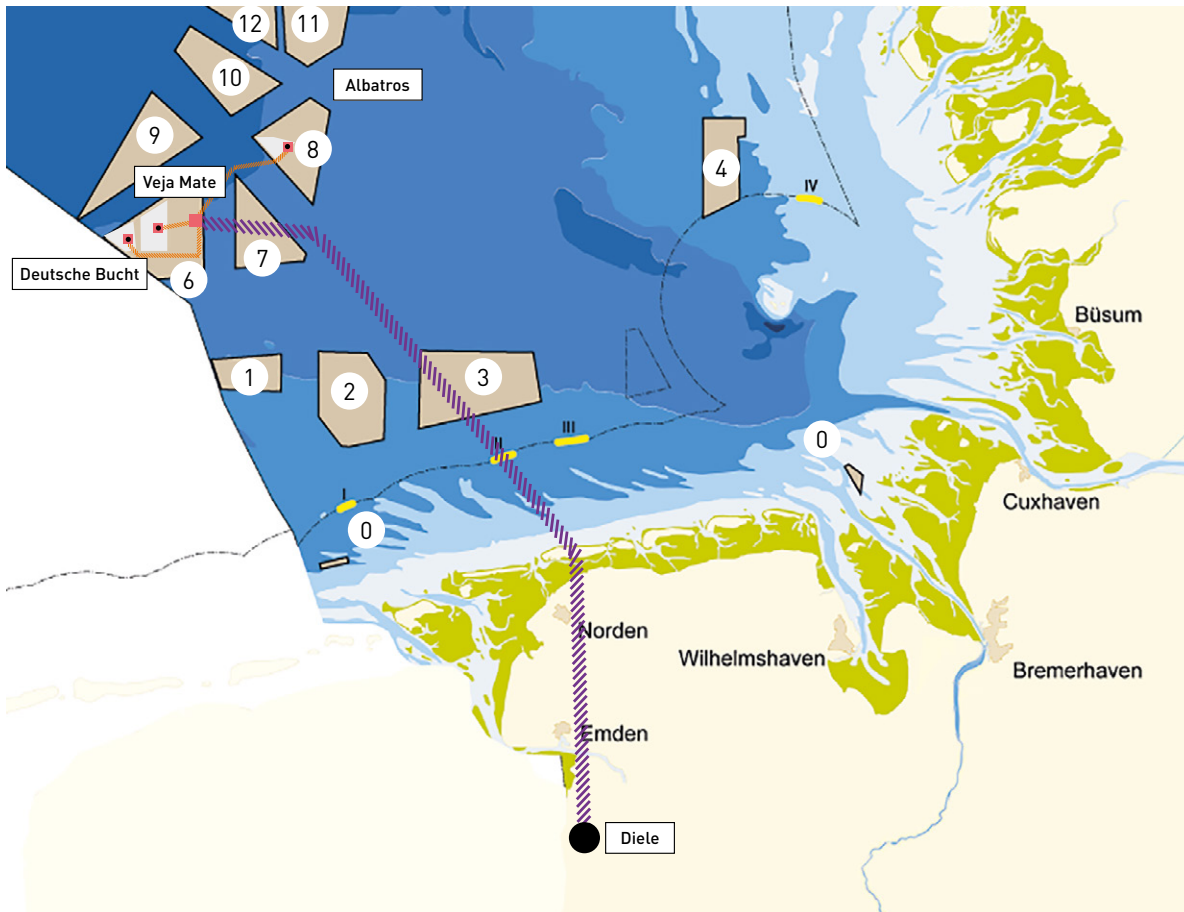 12
11
10
Albatros
9
8
Veja Mate
4
IV
Deutsche Bucht
6
7
Büsum
1
2
3
III
II
0
I
0
Cuxhaven
Norden
Wilhelmshaven
Bremerhaven
Emden
Diele